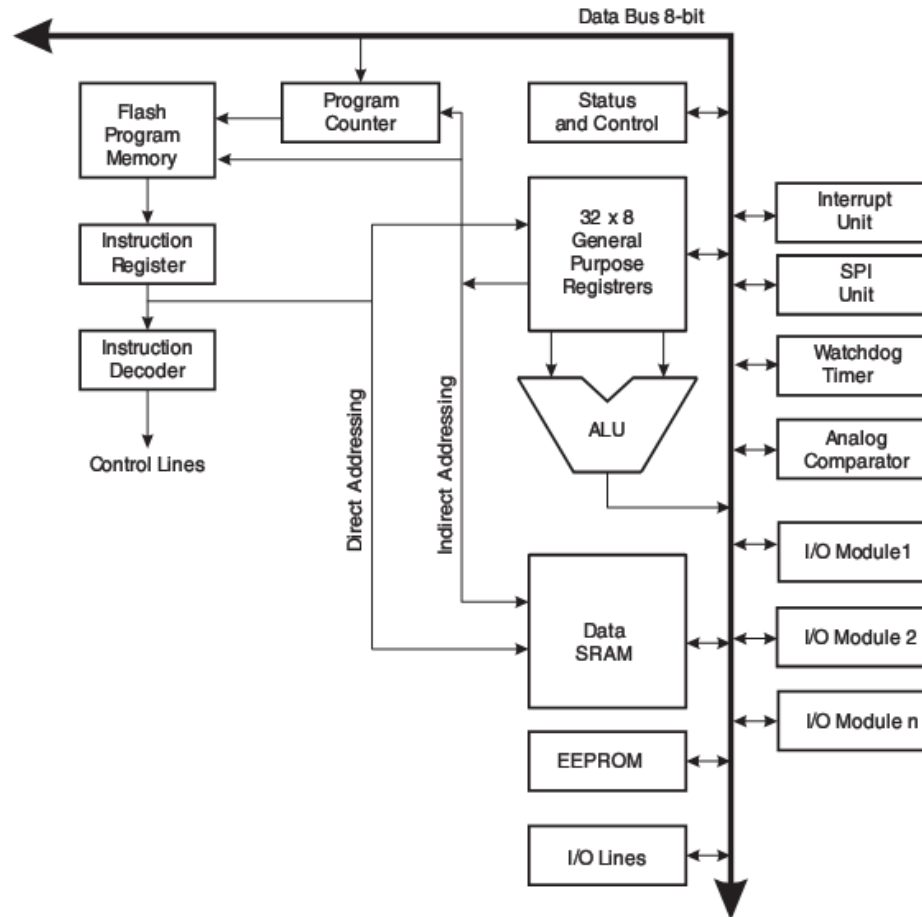 Data Bus 8-bit
Flash
Program
Memory
Program
Counter
Status
and Control
32 x 8
General
Purpose
Registrers
Interrupt
Unit
Instruction
Register
SPI
Unit
Instruction
Decoder
Watchdog
Timer
Control Lines
Direct Addressing
Indirect Addressing
ALU
Analog
Comparator
I/O Module1
Data
SRAM
I/O Module 2
I/O Module n
EEPROM
I/O Lines